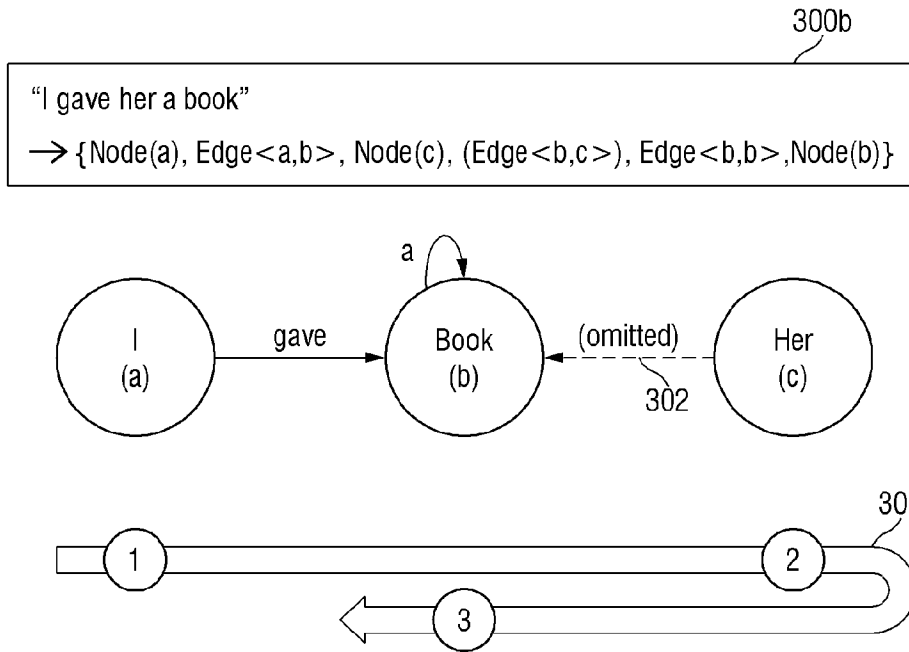 300b
“I gave her a book”
→ {Node(a), Edge<a,b>, Node(c), (Edge<b,c>), Edge<b,b>,Node(b)}
a
I
(a)
gave
Book
(b)
(omitted)
302
Her
(c)
30
1
2
3